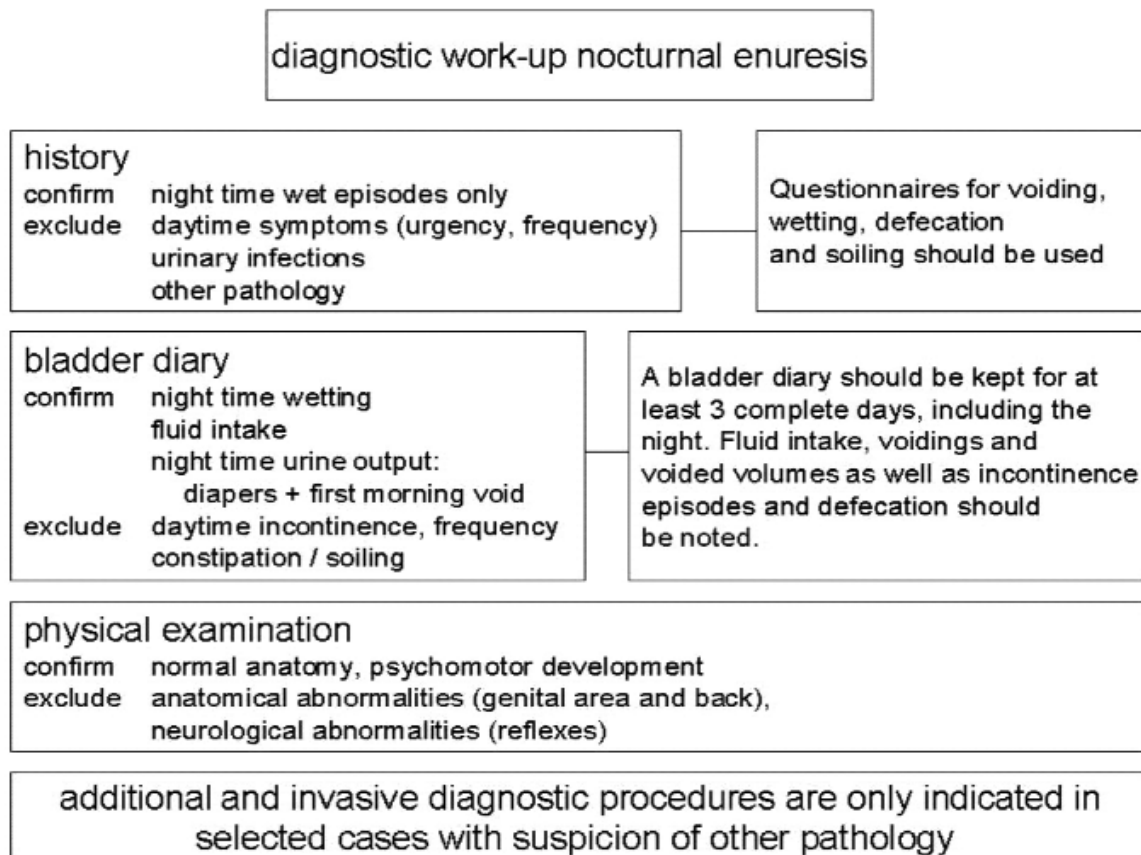 diagnostic work-up nocturnal enuresis
history
confirm night time wet episodes only
exclude daytime symptoms (urgency, frequency)
urinary infections
other pathology
Questionnaires for voiding,
wetting, defecation
and soiling should be used
bladder diary
confirm night time wetting
fluid intake
night time urine output:
diapers + first morning void
exclude daytime incontinence, frequency
constipation / soiling
A bladder diary should be kept for at
least 3 complete days, including the
night. Fluid intake, voidings and
voided volumes as well as incontinence
episodes and defecation should
be noted.
physical examination
confirm normal anatomy, psychomotor development
exclude anatomical abnormalities (genital area and back),
neurological abnormalities (reflexes)
additional and invasive diagnostic procedures are only indicated in
selected cases with suspicion of other pathology